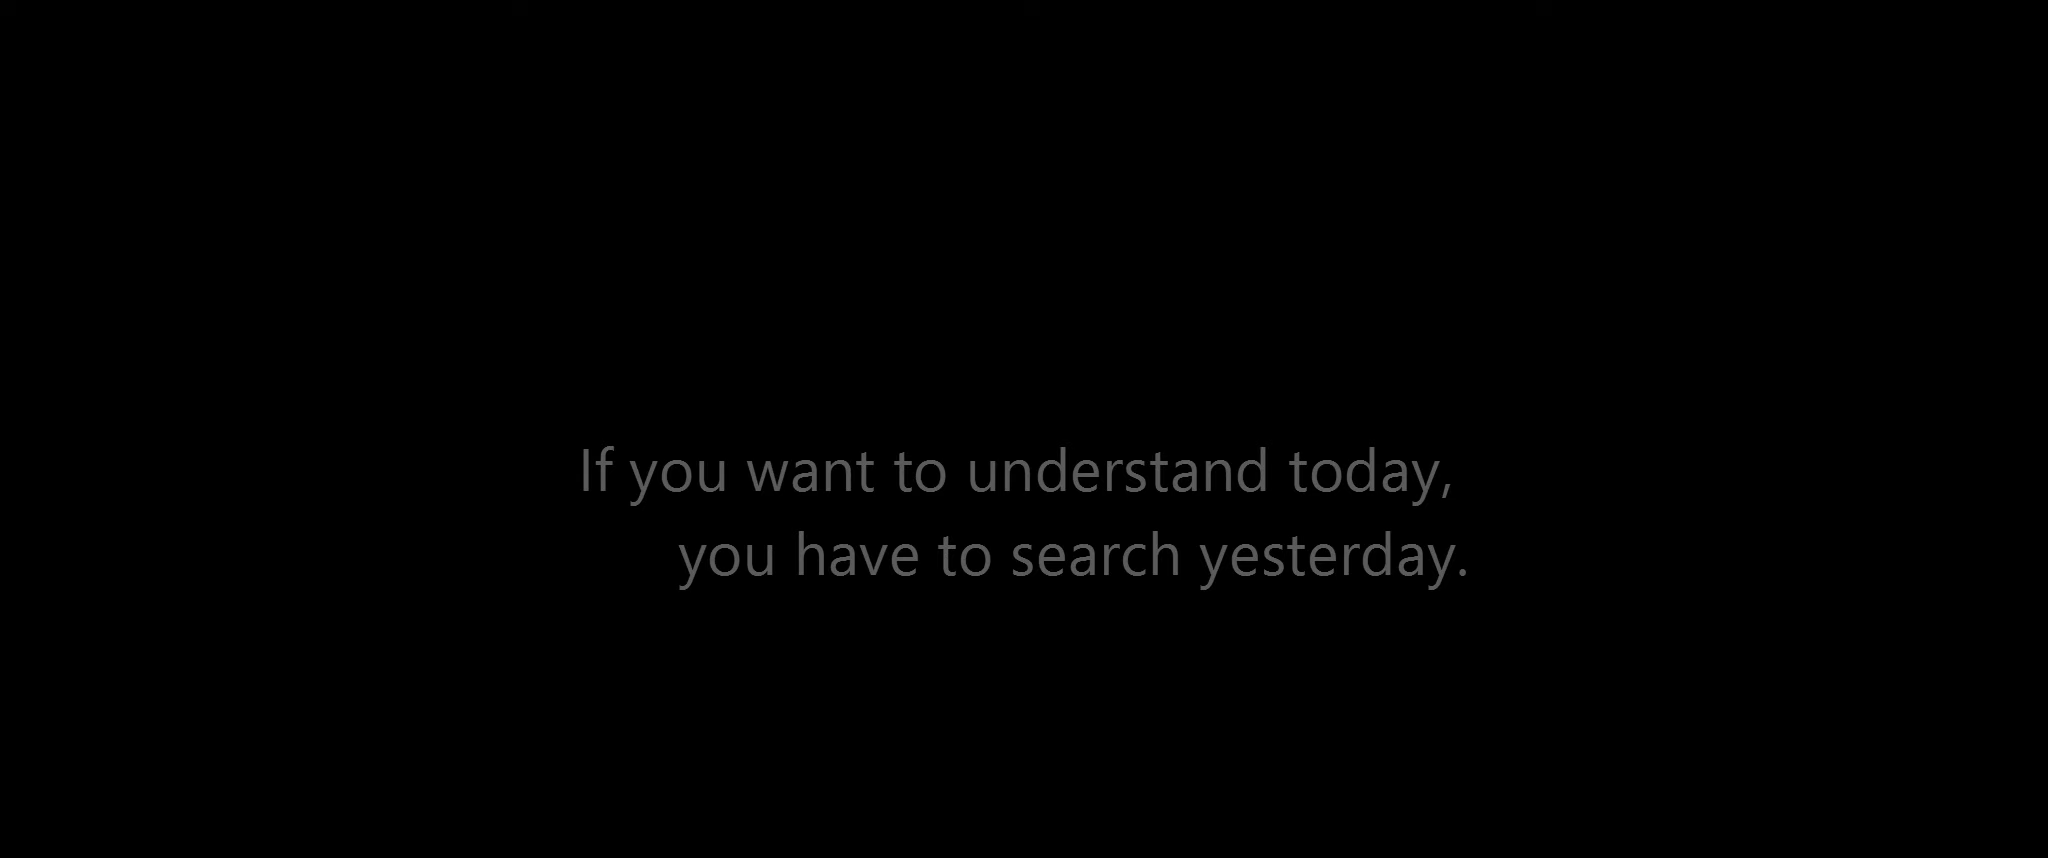 If you want to understand today,
you have to search yesterday.